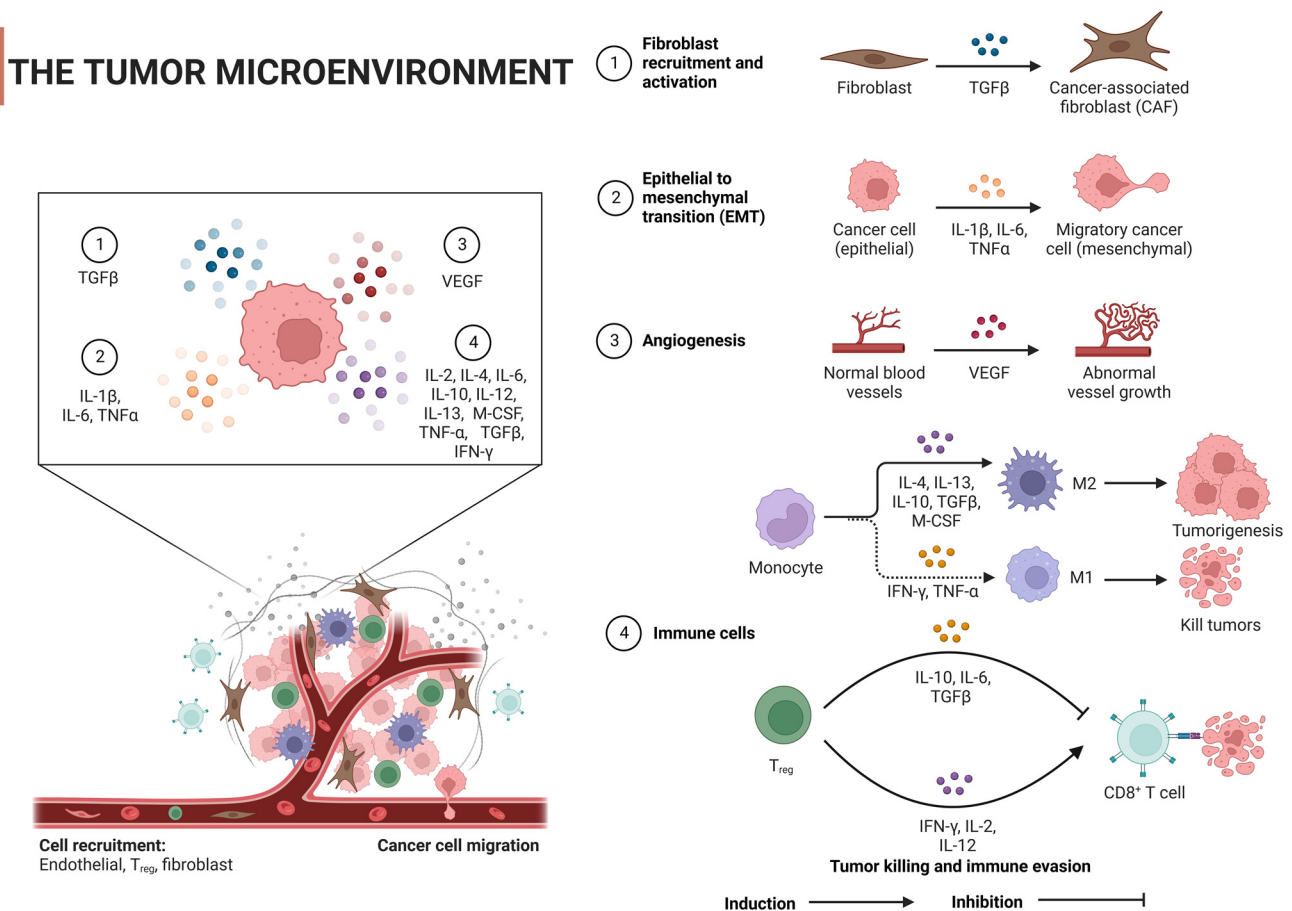 THE TUMOR MICROENVIRONMENT
1
TGFβ
3
VEGF
2
IL-1β,
IL-6, TNFα
4
IL-2, IL-4, IL-6,
IL-10, IL-12,
IL-13, M-CSF,
TNF-α, TGFβ,
IFN-γ
Cell recruitment:
Endothelial, Treg, fibroblast
Cancer cell migration
1
Fibroblast
recruitment and
activation
Fibroblast
TGFβ
Cancer-associated
fibroblast (CAF)
2
Epithelial to
mesenchymal
transition (EMT)
Cancer cell
(epithelial)
IL-1β, IL-6,
TNFα
Migratory cancer
cell (mesenchymal)
3
Angiogenesis
Normal blood
vessels
VEGF
Abnormal
vessel growth
4
Immune cells
Monocyte
IL-4, IL-13,
IL-10, TGFβ,
M-CSF
M2
Tumorigenesis
IFN-γ, TNF-α
M1
Kill tumors
Treg
IL-10, IL-6,
TGFβ
IFN-γ, IL-2,
IL-12
CD8⁺ T cell
Tumor killing and immune evasion
Induction
Inhibition